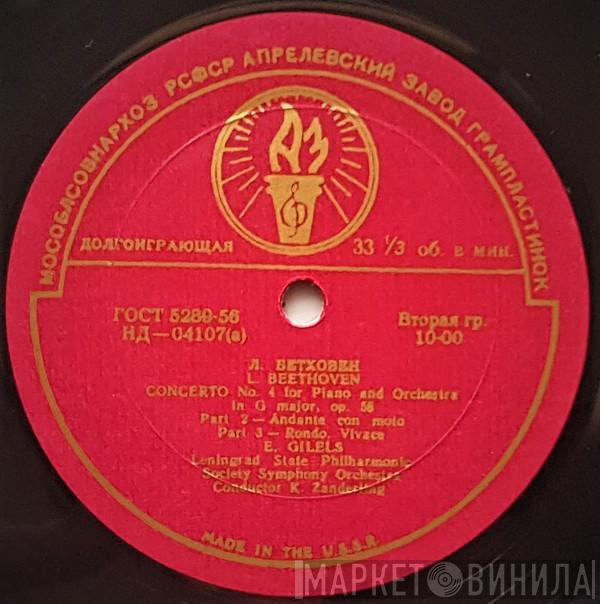 МОСОБЛСОВНАРХОЗ РСФСР АПРЕЛЕВСКИЙ ЗАВОД ГРАМПЛАСТИНОК
АЗ
ДОЛГОИГРАЮЩАЯ 33 1/3 об. в мин.
ГОСТ 5289-56 Вторая гр.
НД—04107(а) 10-00
Л. БЕТХОВЕН
L. BEETHOVEN
CONCERTO No. 4 for Piano and Orchestra
in G major, op. 58
Part 2 — Andante con moto
Part 3 — Rondo. Vivace
E. GILELS
Leningrad State Philharmonic
Society Symphony Orchestra
Conductor K. Zanderling
MADE IN THE U.S.S.R.
МАРКЕТ ВИНИЛА